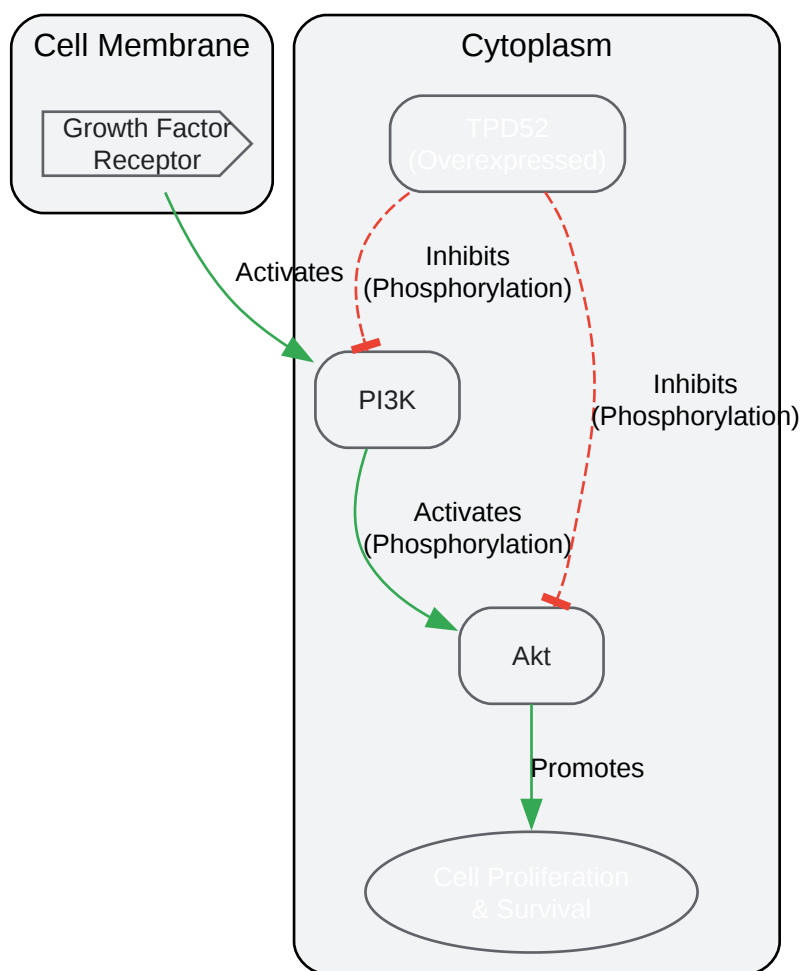 Cell Membrane
Cytoplasm
Growth Factor
Receptor
TPD52
(Overexpressed)
Activates
Inhibits
(Phosphorylation)
PI3K
Inhibits
(Phosphorylation)
Activates
(Phosphorylation)
Akt
Promotes
Cell Proliferation
& Survival